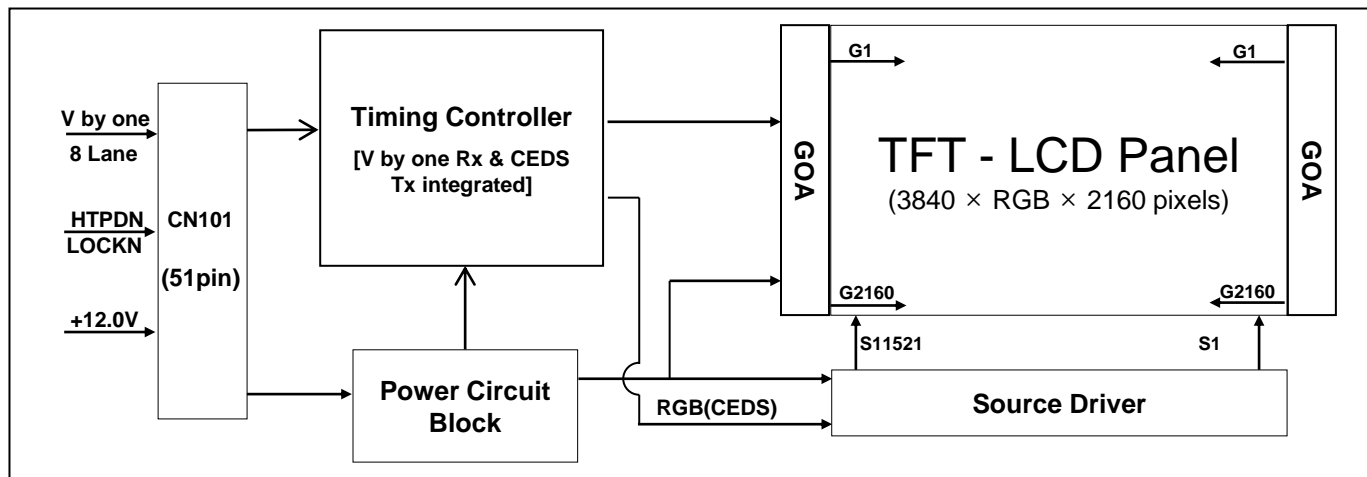 V by one
8 Lane
HTPDN
LOCKN
+12.0V
CN101
(51pin)
Timing Controller
[V by one Rx & CEDS
Tx integrated]
Power Circuit
Block
RGB(CEDS)
GOA
G1
G1
TFT - LCD Panel
(3840 × RGB × 2160 pixels)
G2160
G2160
GOA
S11521
S1
Source Driver